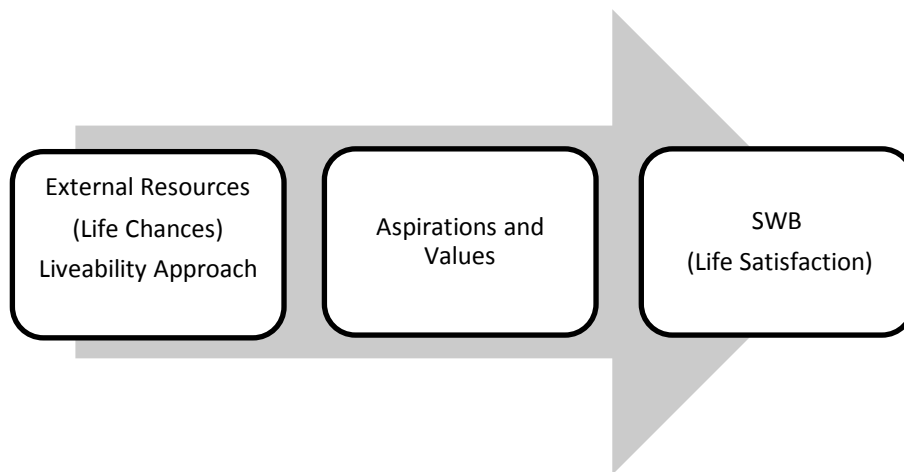 External Resources
(Life Chances)
Liveability Approach
Aspirations and
Values
SWB
(Life Satisfaction)